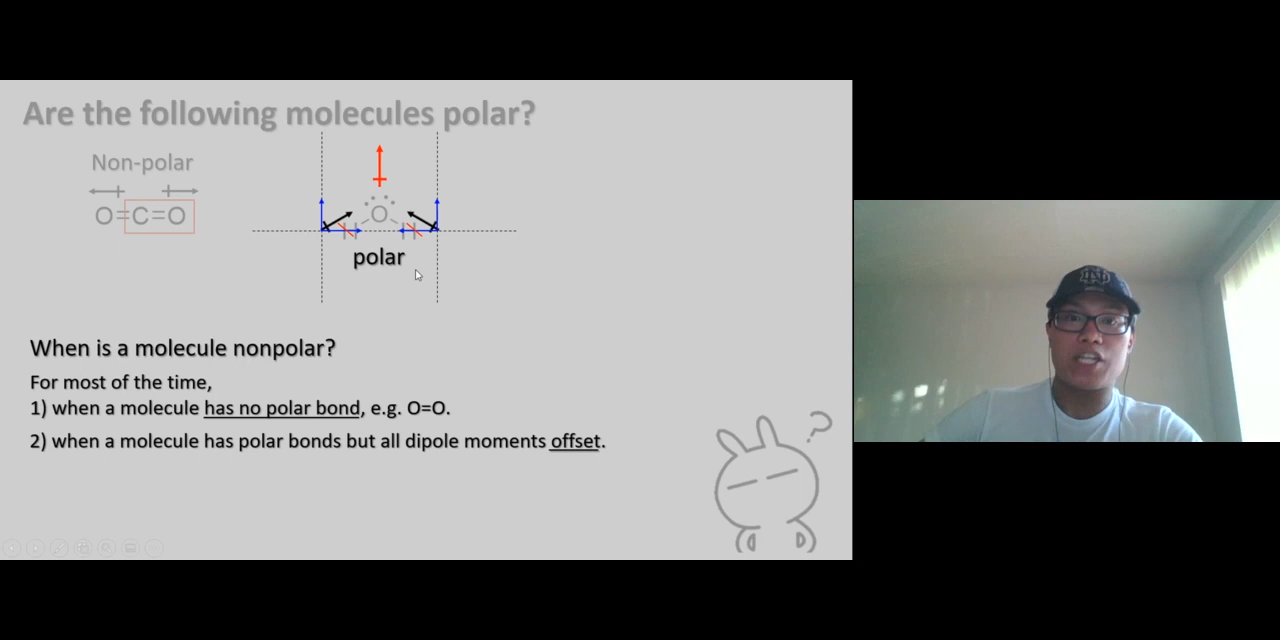 Are the following molecules polar?
Non-polar
O=C=O
O
H H
polar
When is a molecule nonpolar?
For most of the time,
1) when a molecule has no polar bond, e.g. O=O.
2) when a molecule has polar bonds but all dipole moments offset.
?